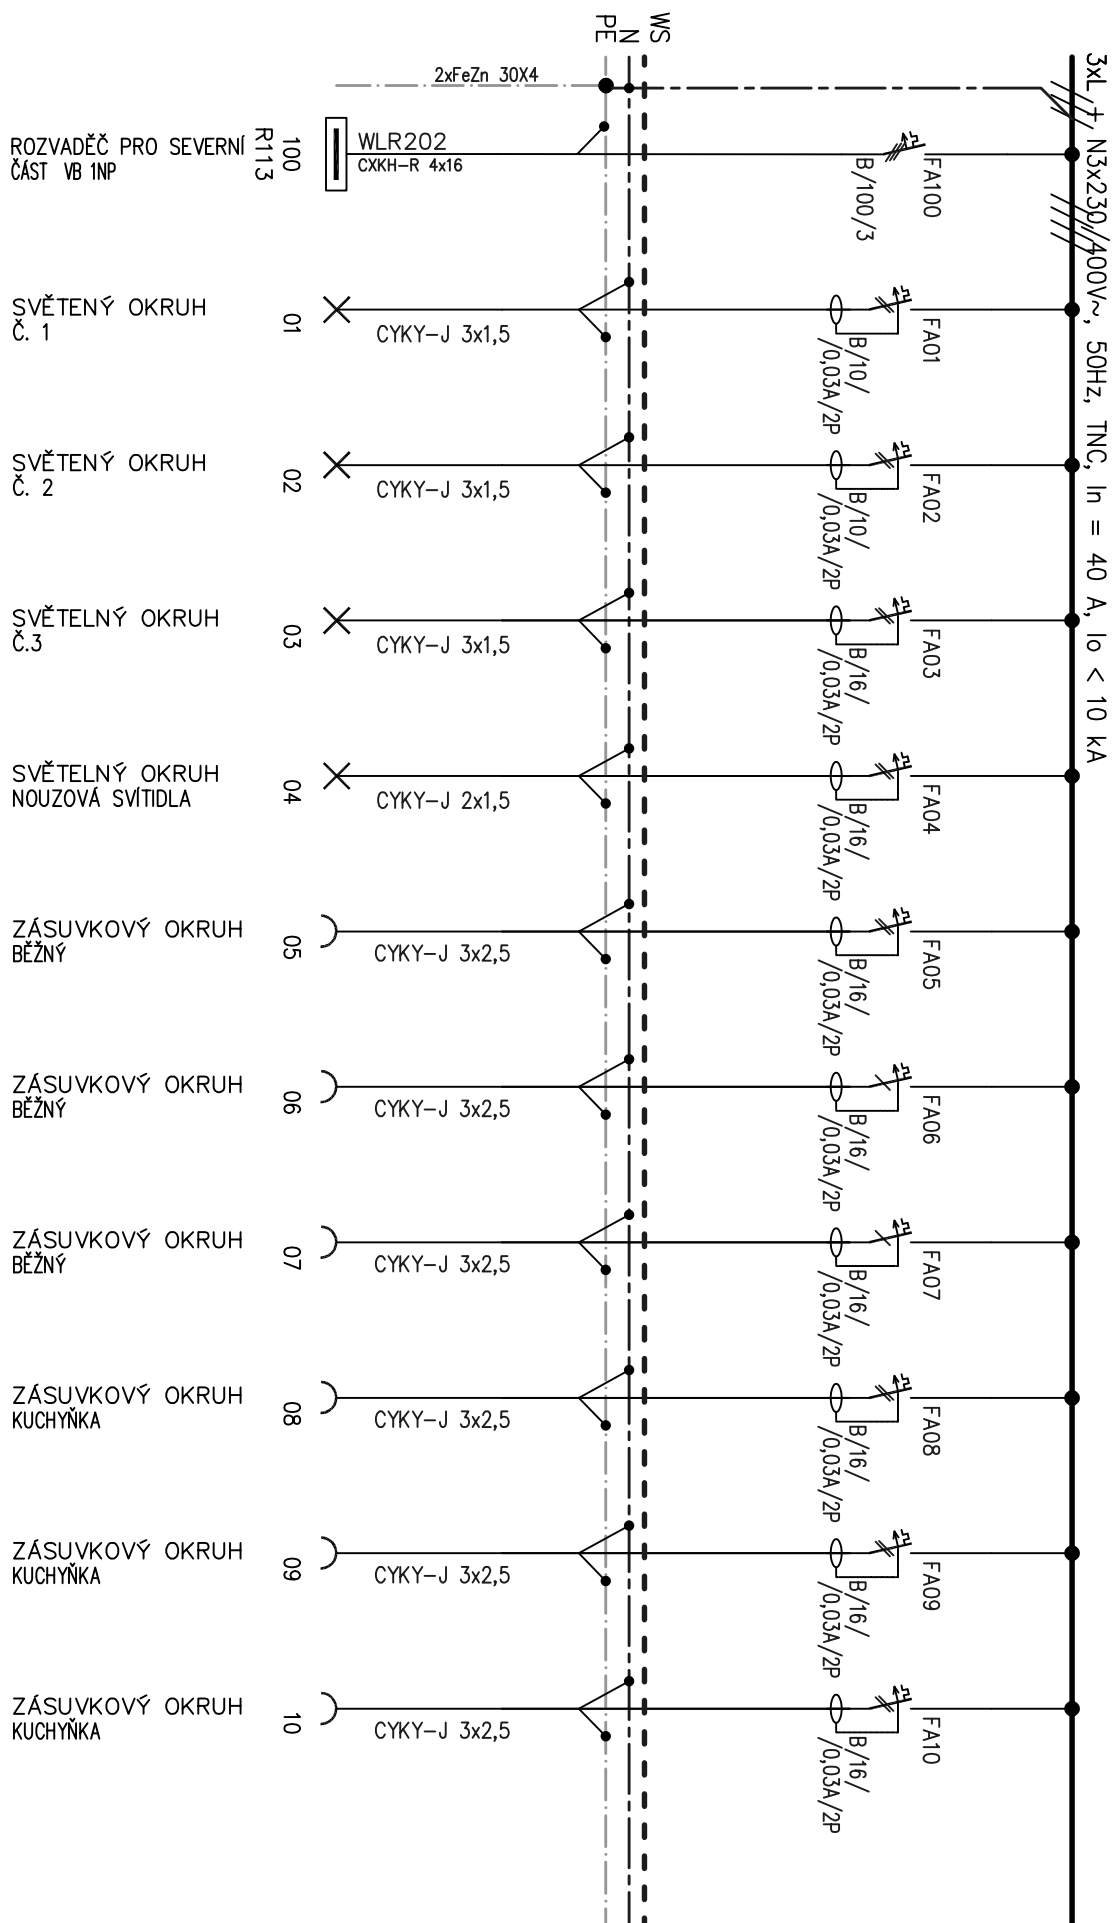 3xL + N3x230/400V~, 50Hz, TNC, In = 40 A, Io < 10 kA
WS
N
PE
2xFeZn 30X4
ROZVADĚČ PRO SEVERNÍ
ČÁST VB 1NP
R113
100
WLR202
CXKH-R 4x16
B/100/3
FA100
SVĚTENÝ OKRUH
Č. 1
01
CYKY-J 3x1,5
B/10/
/0,03A/2P
FA01
SVĚTENÝ OKRUH
Č. 2
02
CYKY-J 3x1,5
B/10/
/0,03A/2P
FA02
SVĚTELNÝ OKRUH
Č.3
03
CYKY-J 3x1,5
B/16/
/0,03A/2P
FA03
SVĚTELNÝ OKRUH
NOUZOVÁ SVÍTIDLA
04
CYKY-J 2x1,5
B/16/
/0,03A/2P
FA04
ZÁSUVKOVÝ OKRUH
BĚŽNÝ
05
CYKY-J 3x2,5
B/16/
/0,03A/2P
FA05
ZÁSUVKOVÝ OKRUH
BĚŽNÝ
06
CYKY-J 3x2,5
B/16/
/0,03A/2P
FA06
ZÁSUVKOVÝ OKRUH
BĚŽNÝ
07
CYKY-J 3x2,5
B/16/
/0,03A/2P
FA07
ZÁSUVKOVÝ OKRUH
KUCHYŇKA
08
CYKY-J 3x2,5
B/16/
/0,03A/2P
FA08
ZÁSUVKOVÝ OKRUH
KUCHYŇKA
09
CYKY-J 3x2,5
B/16/
/0,03A/2P
FA09
ZÁSUVKOVÝ OKRUH
KUCHYŇKA
10
CYKY-J 3x2,5
B/16/
/0,03A/2P
FA10